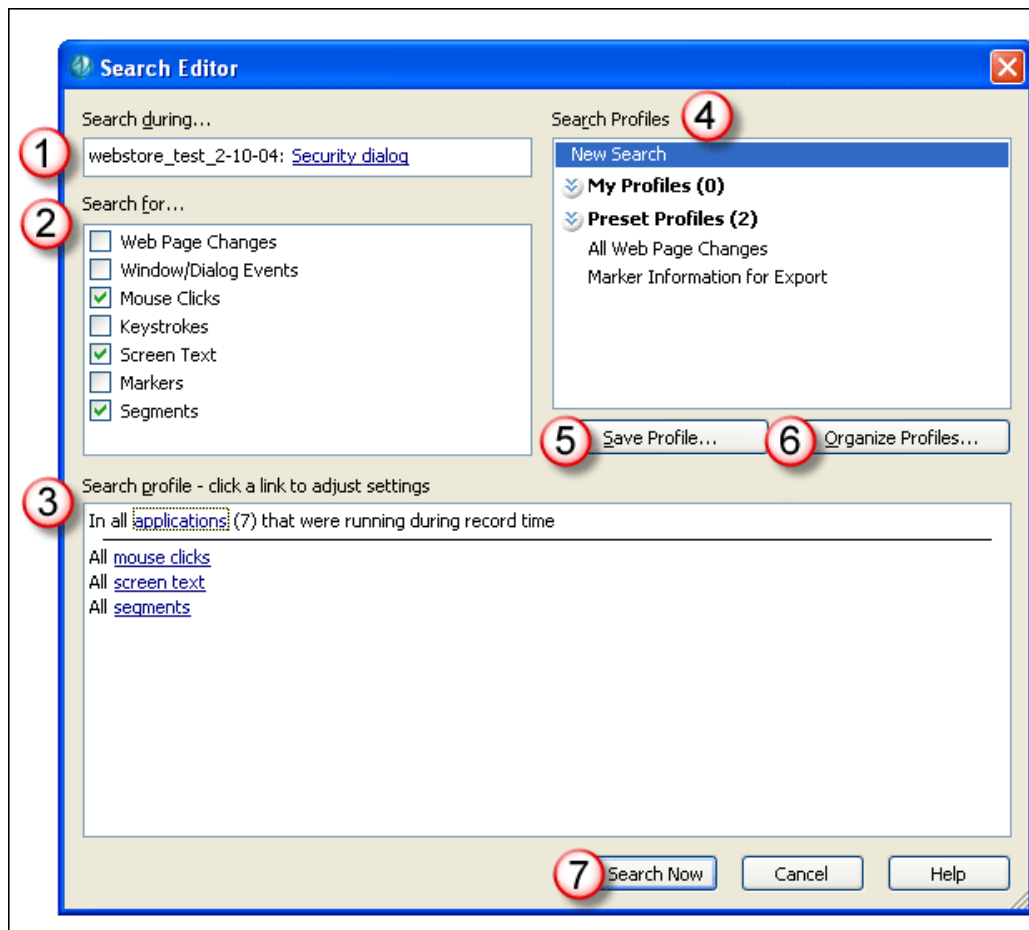 Search Editor
Search during...
1
webstore_test_2-10-04: Security dialog
2
Search for...
Web Page Changes
Window/Dialog Events
Mouse Clicks
Keystrokes
Screen Text
Markers
Segments
Search Profiles
4
New Search
My Profiles (0)
Preset Profiles (2)
All Web Page Changes
Marker Information for Export
5
Save Profile...
6
Organize Profiles...
3
Search profile - click a link to adjust settings
In all applications (7) that were running during record time
All mouse clicks
All screen text
All segments
7
Search Now
Cancel
Help